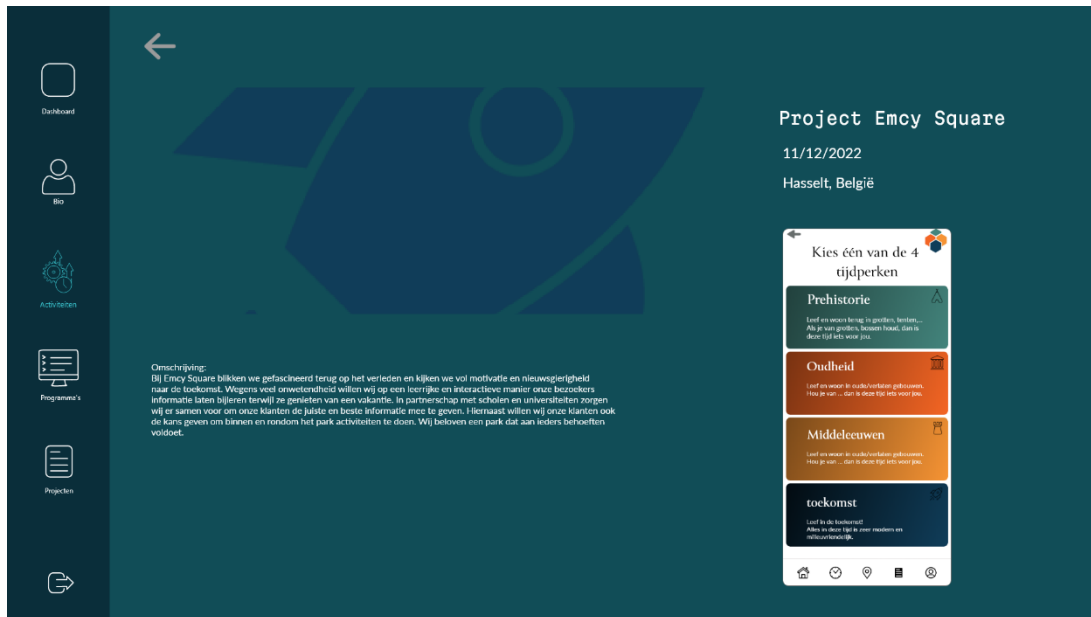 Dashboard
Bio
Activiteiten
Programma's
Projecten
Project Emcy Square
11/12/2022
Hasselt, België
Omschrijving:
Bij Emcy Square blikken we gefascineerd terug op het verleden en kijken we vol motivatie en nieuwsgierigheid
naar de toekomst. Wegens veel onwetendheid willen wij op een leerrijke en interactieve manier onze bezoekers
informatie laten bijleren terwijl ze genieten van een vakantie. In partnerschap met scholen en universiteiten zorgen
wij er samen voor om onze klanten de juiste en beste informatie mee te geven. Hiernaast willen wij onze klanten ook
de kans geven om binnen en rondom het park activiteiten te doen. Wij beloven een park dat aan ieders behoeften
voldoet.
Kies één van de 4
tijdperken
Prehistorie
Leef en woon terug in grotten, tenten,...
Als je van grotten, bossen houd, dan is
deze tijd iets voor jou.
Oudheid
Leef en woon in oude/verlaten gebouwen.
Hou je van ... dan is deze tijd iets voor jou.
Middeleeuwen
Leef en woon in oude/verlaten gebouwen.
Hou je van ... dan is deze tijd iets voor jou.
toekomst
Leef in de toekomst!
Alles in deze tijd is zeer modern en
milieuvriendelijk.